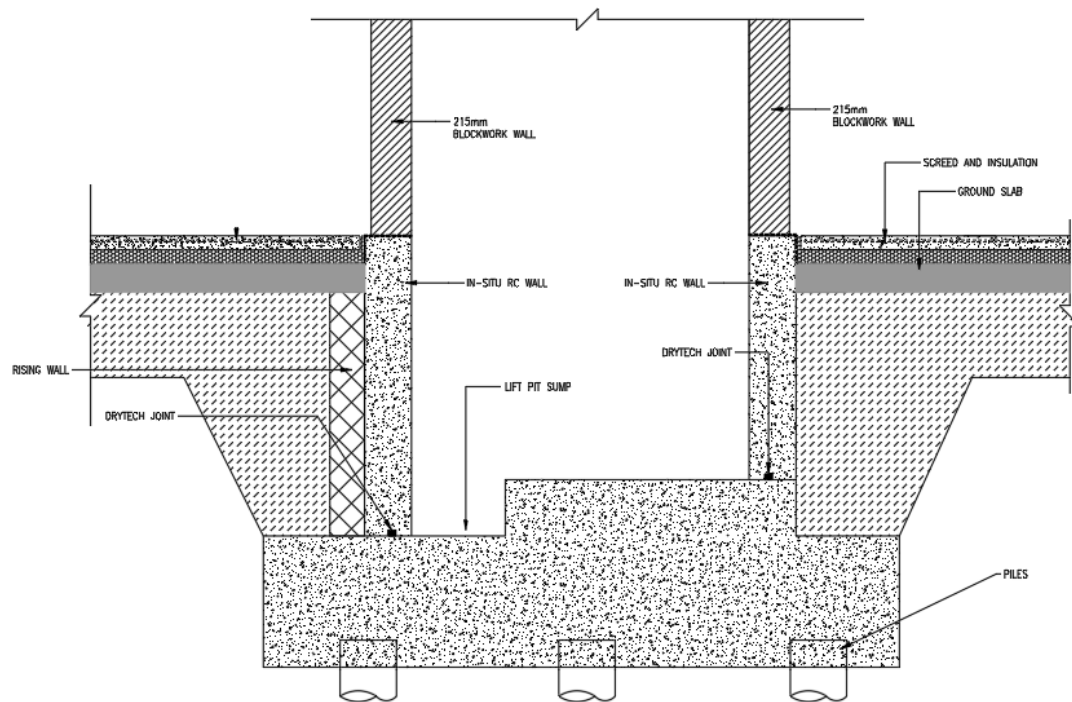 215mm
BLOCKWORK WALL
215mm
BLOCKWORK WALL
SCREED AND INSULATION
GROUND SLAB
IN-SITU RC WALL
IN-SITU RC WALL
DRYTECH JOINT
RISING WALL
LIFT PIT SUMP
DRYTECH JOINT
PILES